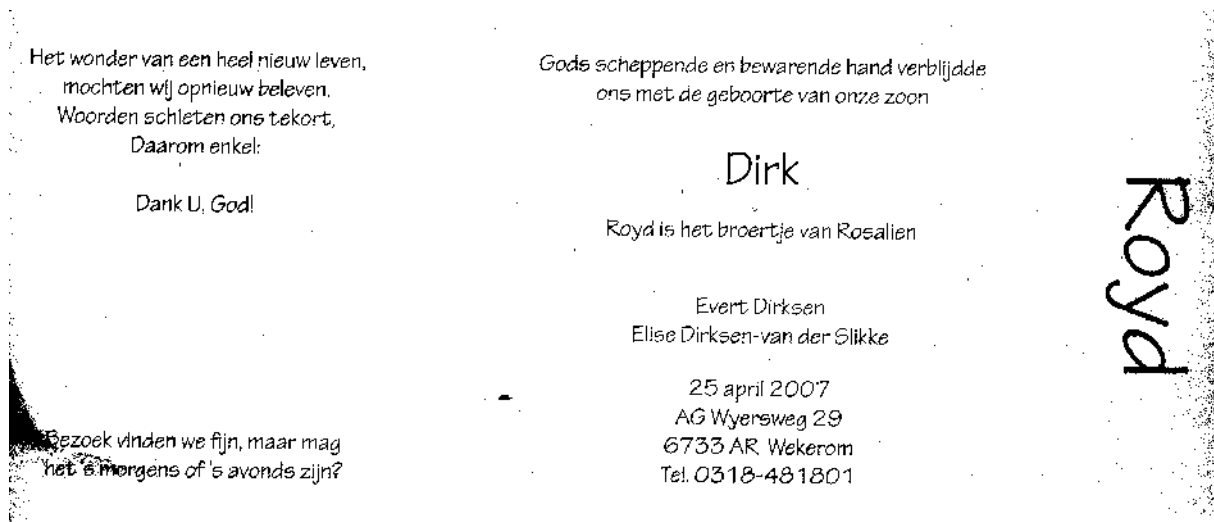 Het wonder van een heel nieuw leven,
mochten wij opnieuw beleven.
Woorden schieten ons tekort,
Daarom enkel:
Dank U, God!
Bezoek vinden we fijn, maar mag
het 's morgens of 's avonds zijn?
Gods scheppende en bewarende hand verblijdde
ons met de geboorte van onze zoon
Dirk
Royd is het broertje van Rosalien
Evert Dirksen
Elise Dirksen-van der Slikke
25 april 2007
AG Wyersweg 29
6733 AR Wekerom
Tel. 0318-481801
Royd